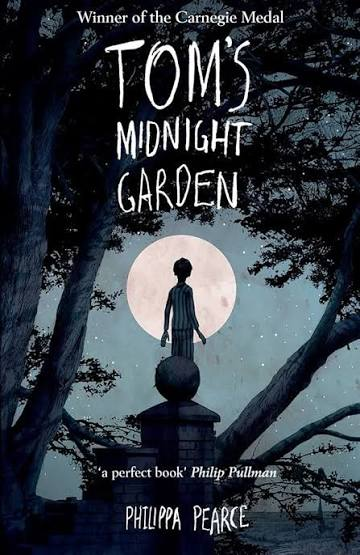 Winner of the Carnegie Medal
TOM'S
MIDNIGHT
GARDEN
'a perfect book' Philip Pullman
PHILIPPA PEARCE